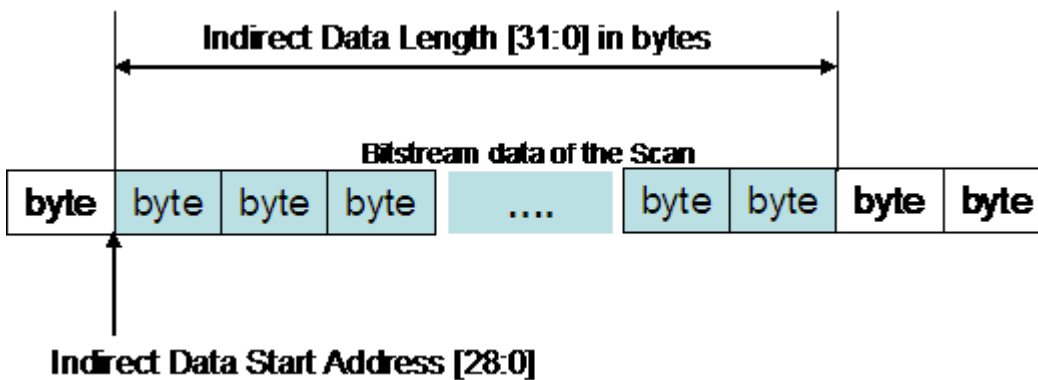 Indirect Data Length [31:0] in bytes
Bitstream data of the Scan
byte byte byte byte .... byte byte byte byte
Indirect Data Start Address [28:0]